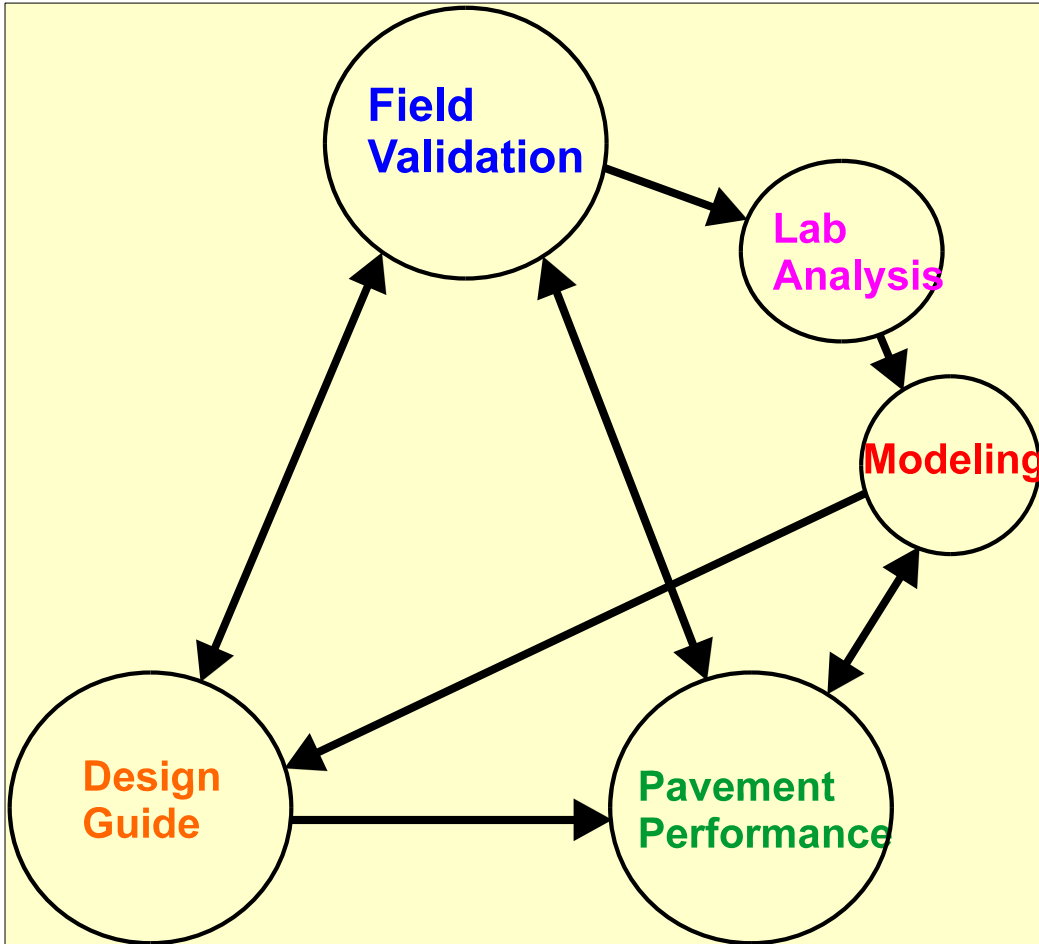 Field
Validation
Lab
Analysis
Modeling
Design
Guide
Pavement
Performance